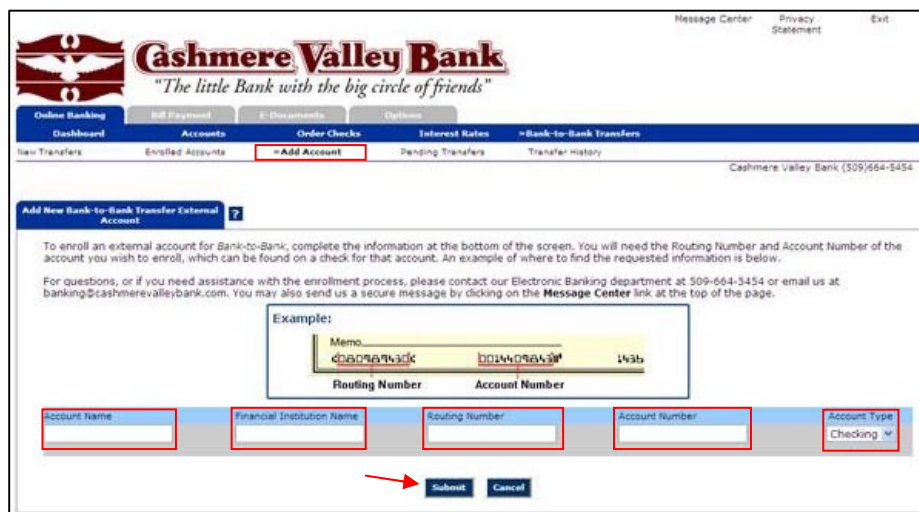 Message Center Privacy Statement Exit
Cashmere Valley Bank
"The little Bank with the big circle of friends"
Online Banking Bill Payment E-Documents Options
Dashboard Accounts Order Checks Interest Rates »Bank-to-Bank Transfers
New Transfers Enrolled Accounts »Add Account Pending Transfers Transfer History
Cashmere Valley Bank (509)664-5454
Add New Bank-to-Bank Transfer External
Account
?
To enroll an external account for Bank-to-Bank, complete the information at the bottom of the screen. You will need the Routing Number and Account Number of the
account you wish to enroll, which can be found on a check for that account. An example of where to find the requested information is below.
For questions, or if you need assistance with the enrollment process, please contact our Electronic Banking department at 509-664-5454 or email us at
banking@cashmerevalleybank.com. You may also send us a secure message by clicking on the Message Center link at the top of the page.
Example:
Memo
Routing Number Account Number
Account Name Financial Institution Name Routing Number Account Number Account Type
Checking
Submit Cancel